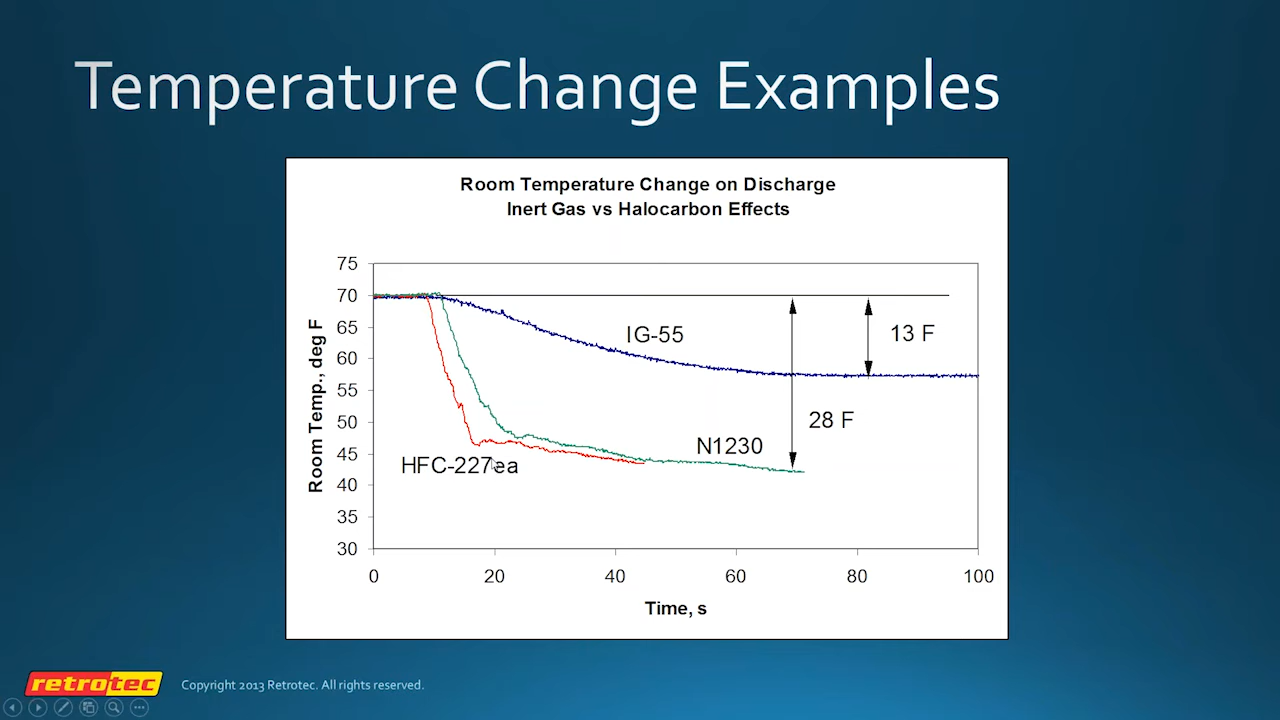 Temperature Change Examples
Room Temperature Change on Discharge
Inert Gas vs Halocarbon Effects
75
70
65
60
55
50
45
40
35
30
Room Temp., deg F
IG-55
13 F
28 F
N1230
HFC-227ea
0 20 40 60 80 100
Time, s
retrotec
Copyright 2013 Retrotec. All rights reserved.